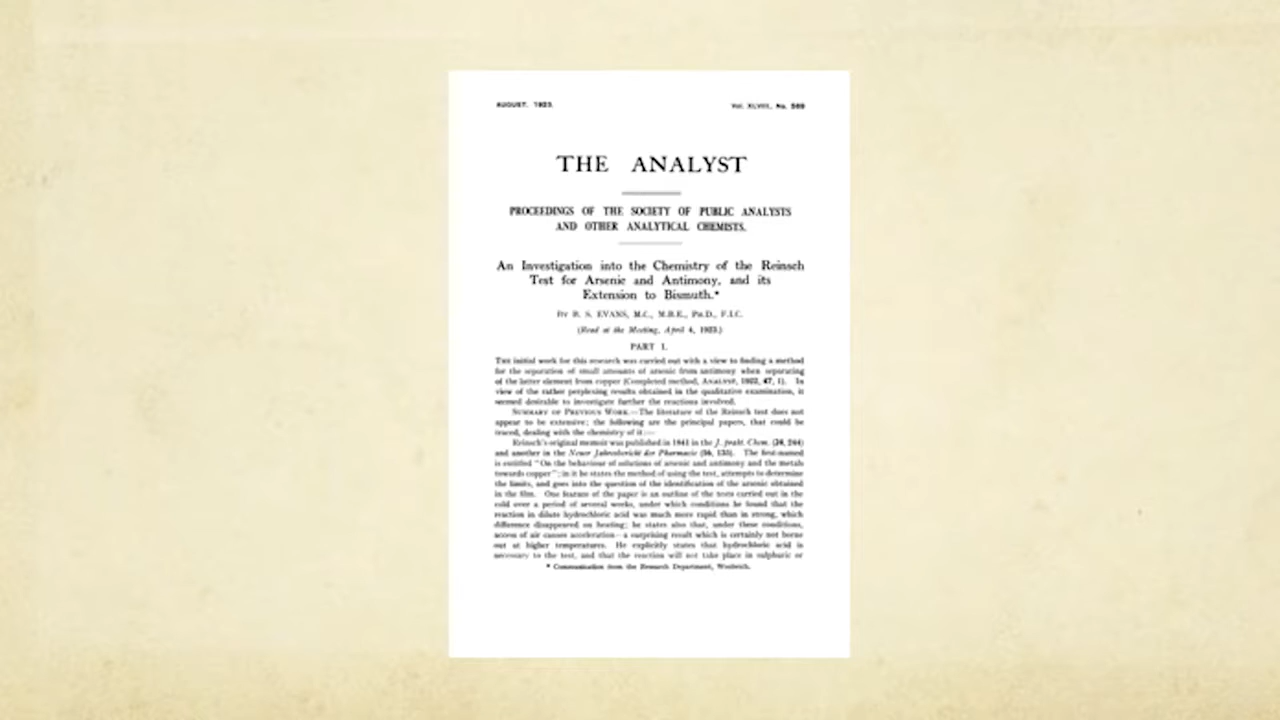 AUGUST, 1923.
Vol. XLVIII., No. 569
THE ANALYST
PROCEEDINGS OF THE SOCIETY OF PUBLIC ANALYSTS
AND OTHER ANALYTICAL CHEMISTS.
An Investigation into the Chemistry of the Reinsch
Test for Arsenic and Antimony, and its
Extension to Bismuth.*
BY B. S. EVANS, M.C., M.B.E., PH.D., F.I.C.
(Read at the Meeting, April 4, 1923.)
PART I.
THE initial work for this research was carried out with a view to finding a method
for the separation of small amounts of arsenic from antimony when separating
of the latter element from copper (Completed method, ANALYST, 1922, 47, 1). In
view of the rather perplexing results obtained in the qualitative examination, it
seemed desirable to investigate further the reactions involved.
SUMMARY OF PREVIOUS WORK.—The literature of the Reinsch test does not
appear to be extensive; the following are the principal papers, that could be
traced, dealing with the chemistry of it:—
Reinsch's original memoir was published in 1841 in the J. prakt. Chem. (24, 244)
and another in the Neuer Jahresbericht der Pharmacie (36, 135). The first-named
is entitled "On the behaviour of solutions of arsenic and antimony and the metals
towards copper"; in it he states the method of using the test, attempts to determine
the limits, and goes into the question of the identification of the arsenic obtained
in the film. One feature of the paper is an outline of the tests carried out in the
cold over a period of several weeks, under which conditions he found that the
reaction in dilute hydrochloric acid was much more rapid than in strong, which
difference disappeared on heating; he states also that, under these conditions,
access of air causes acceleration—a surprising result which is certainly not borne
out at higher temperatures. He explicitly states that hydrochloric acid is
necessary to the test, and that the reaction will not take place in sulphuric or
* Communication from the Research Department, Woolwich.